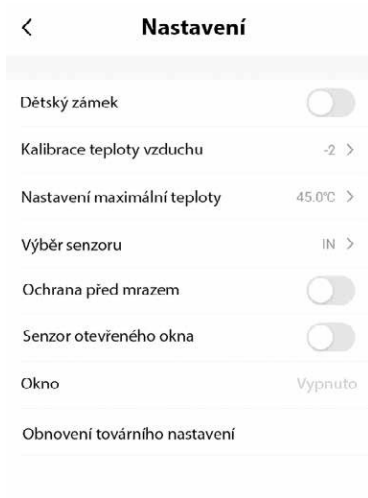 Nastavení
Dětský zámek
Kalibrace teploty vzduchu -2
Nastavení maximální teploty 45.0°C
Výběr senzoru IN
Ochrana před mrazem
Senzor otevřeného okna
Okno Vypnuto
Obnovení továrního nastavení